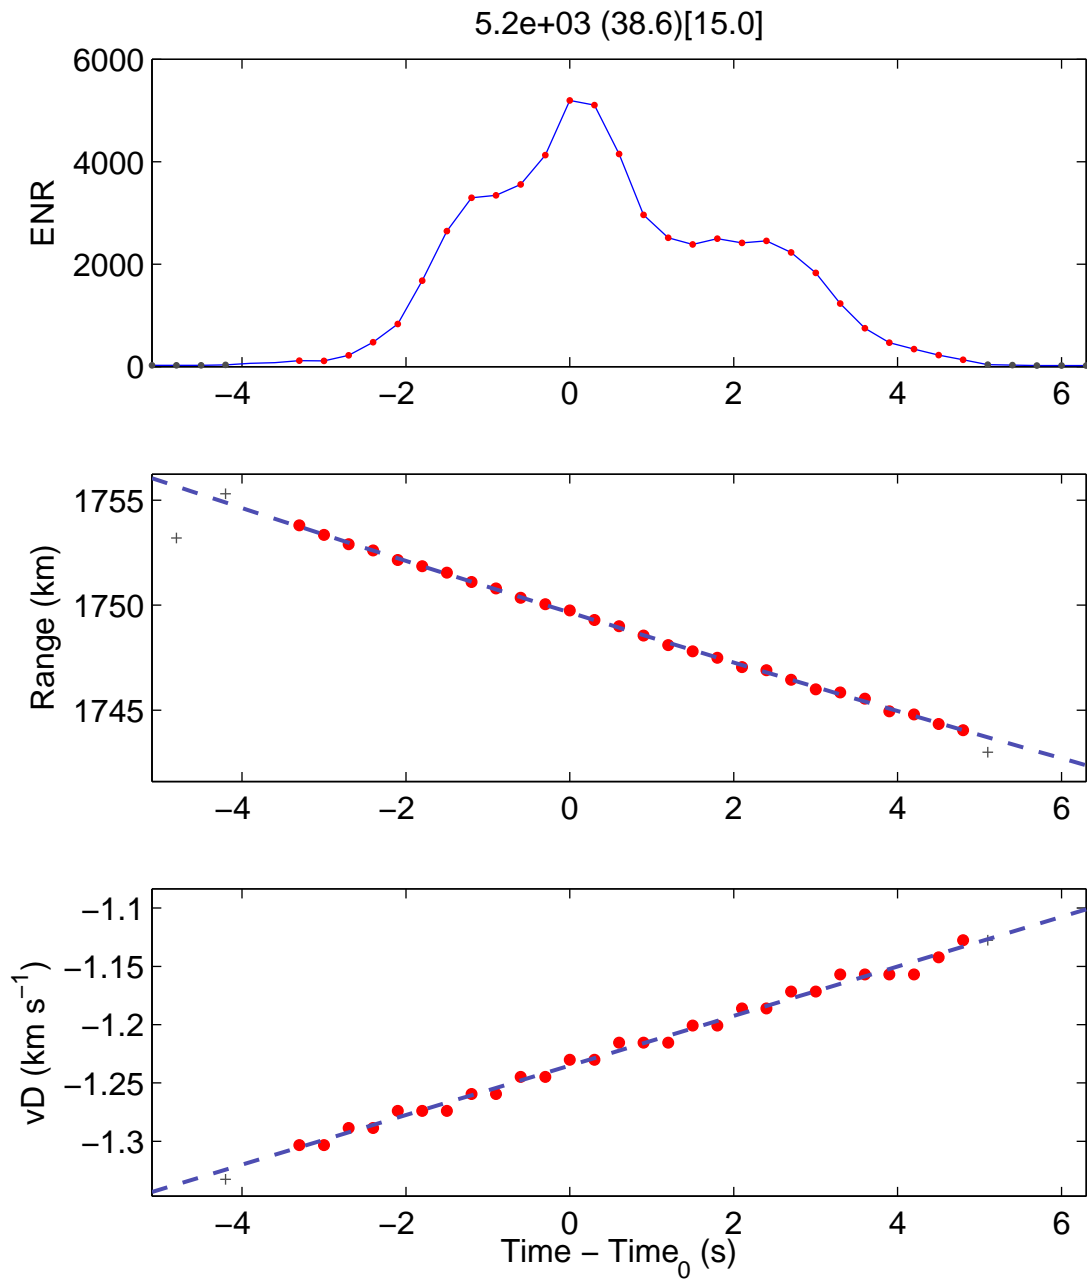 5.2e+03 (38.6)[15.0]
6000
4000
2000
0
ENR
−4 −2 0 2 4 6
1755
1750
1745
Range (km)
−4 −2 0 2 4 6
−1.1
−1.15
−1.2
−1.25
−1.3
vD (km s−1)
−4 −2 0 2 4 6
Time − Time0 (s)